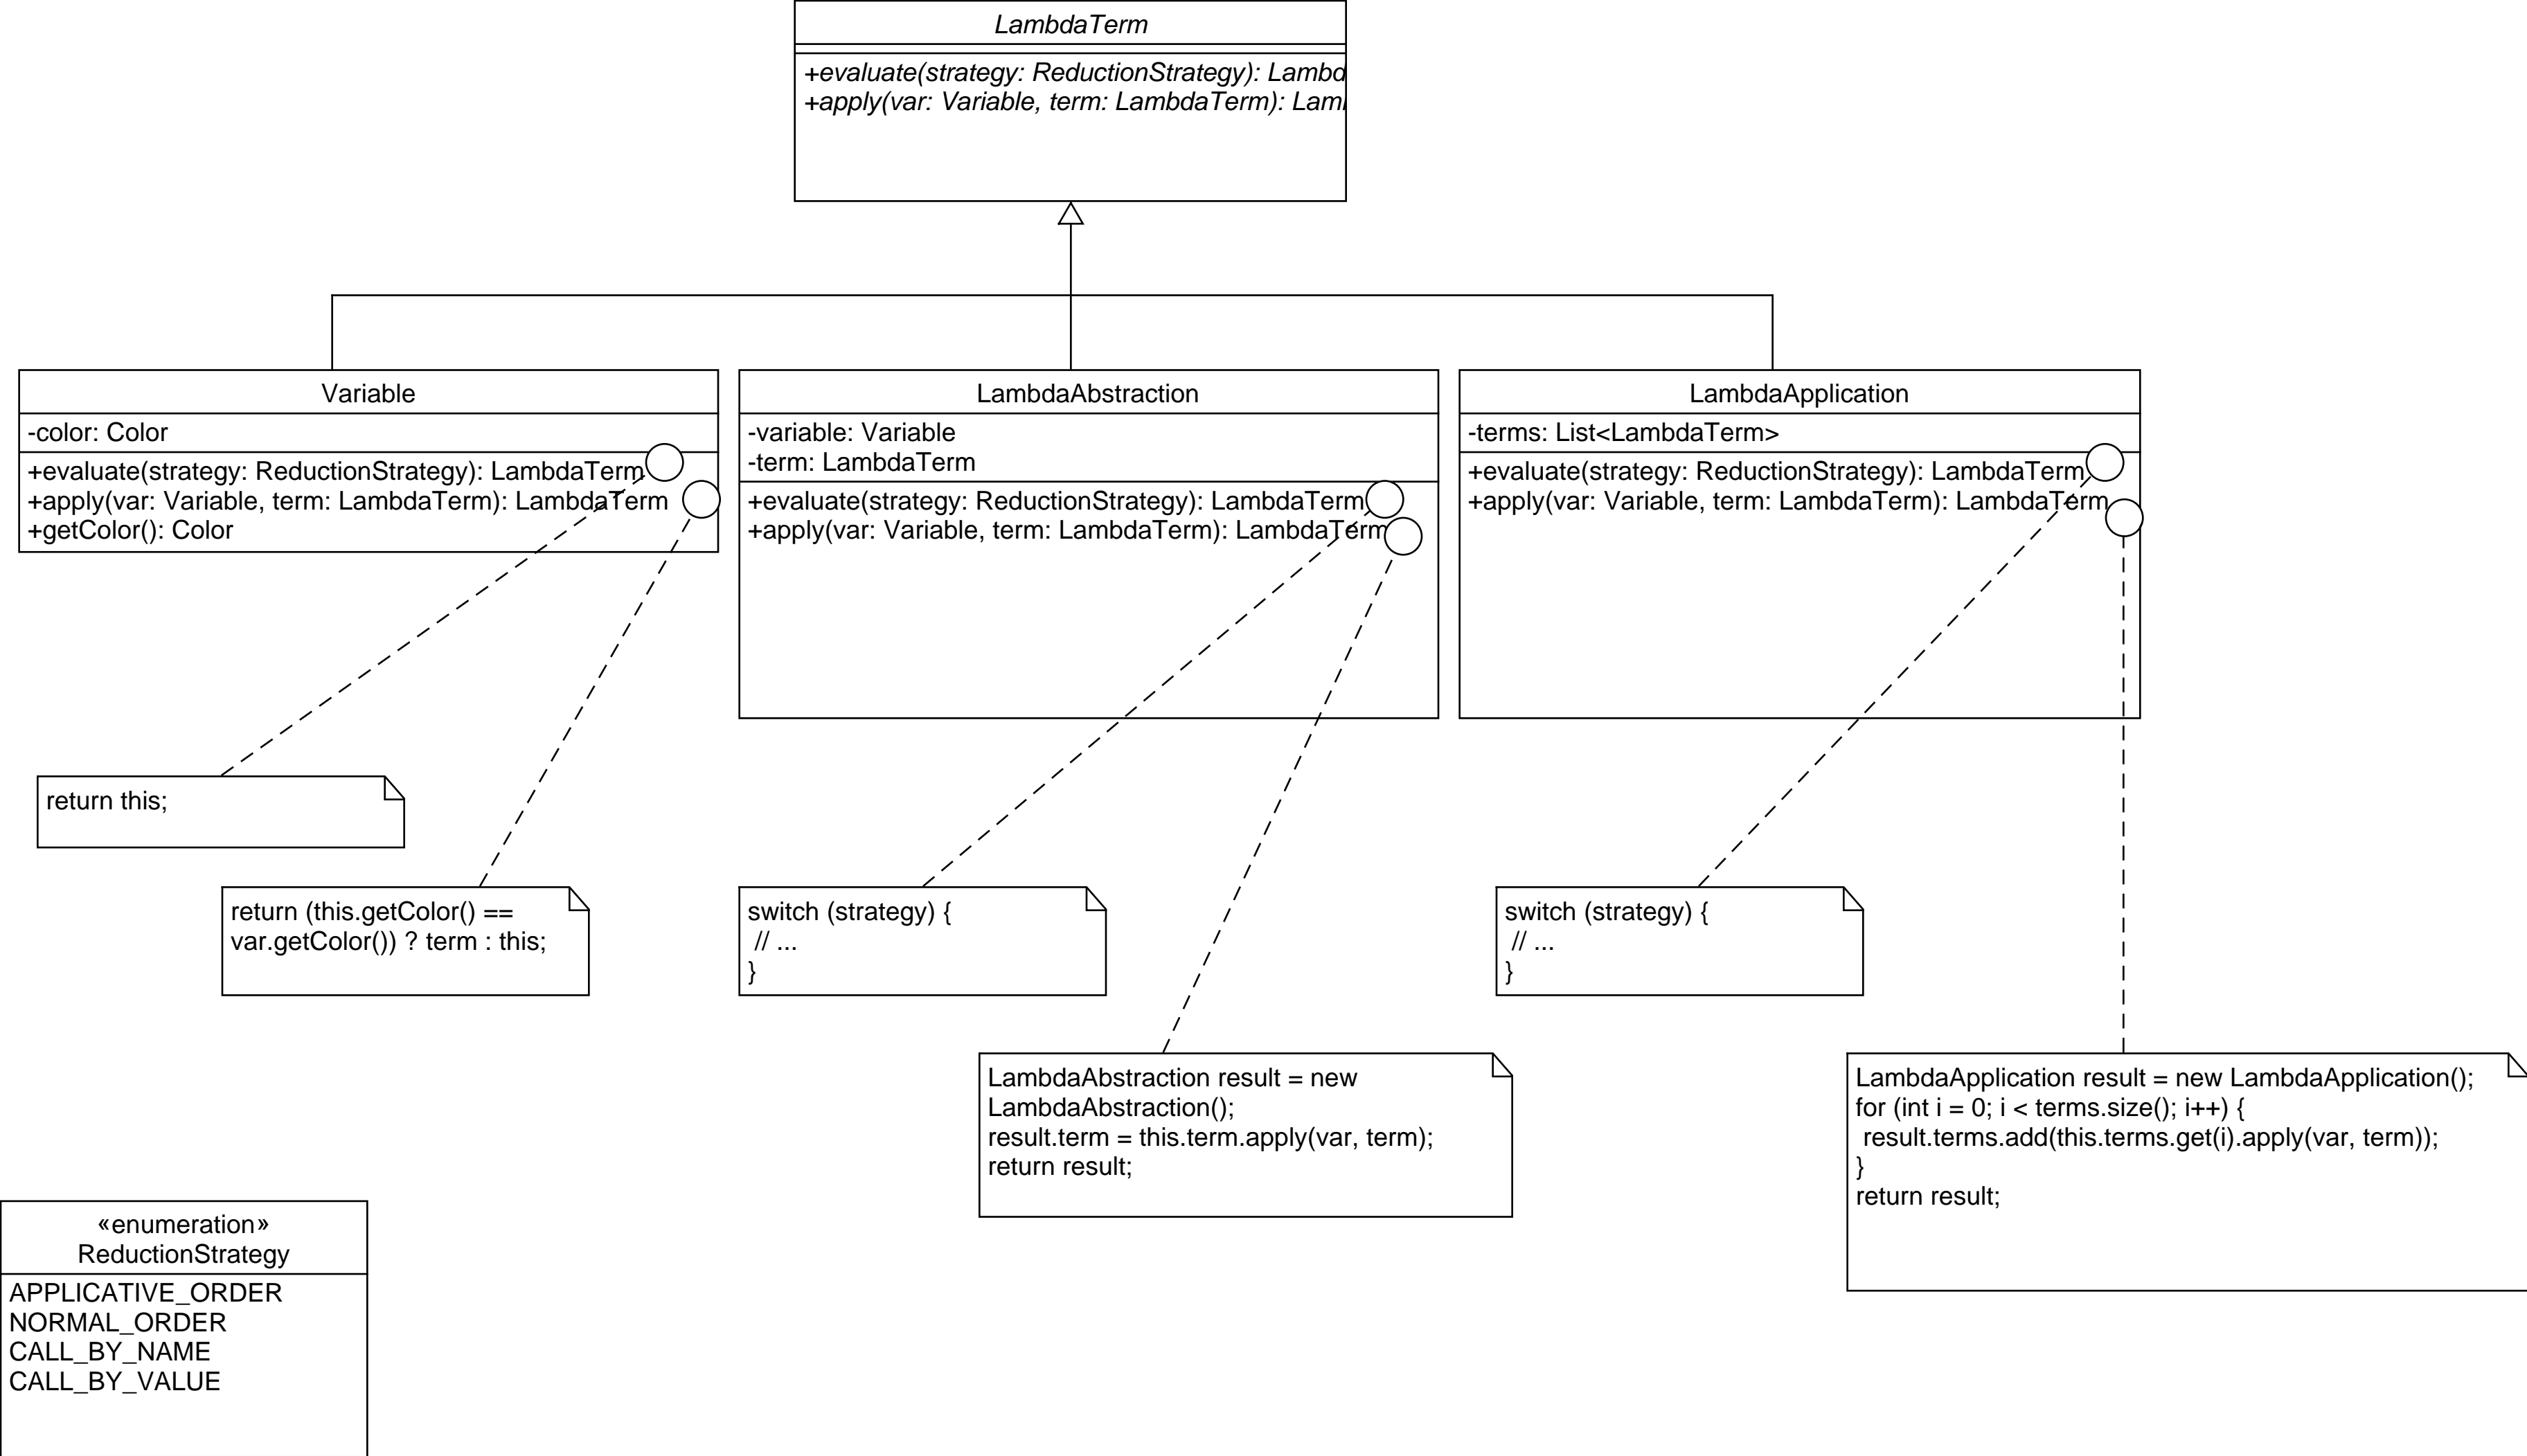 LambdaTerm
+evaluate(strategy: ReductionStrategy): Lambd
+apply(var: Variable, term: LambdaTerm): Lam
Variable
-color: Color
+evaluate(strategy: ReductionStrategy): LambdaTerm
+apply(var: Variable, term: LambdaTerm): LambdaTerm
+getColor(): Color
LambdaAbstraction
-variable: Variable
-term: LambdaTerm
+evaluate(strategy: ReductionStrategy): LambdaTerm
+apply(var: Variable, term: LambdaTerm): LambdaTerm
LambdaApplication
-terms: List<LambdaTerm>
+evaluate(strategy: ReductionStrategy): LambdaTerm
+apply(var: Variable, term: LambdaTerm): LambdaTerm
return this;
return (this.getColor() ==
var.getColor()) ? term : this;
switch (strategy) {
// ...
}
switch (strategy) {
// ...
}
LambdaAbstraction result = new
LambdaAbstraction();
result.term = this.term.apply(var, term);
return result;
LambdaApplication result = new LambdaApplication();
for (int i = 0; i < terms.size(); i++) {
result.terms.add(this.terms.get(i).apply(var, term));
}
return result;
«enumeration»
ReductionStrategy
APPLICATIVE_ORDER
NORMAL_ORDER
CALL_BY_NAME
CALL_BY_VALUE